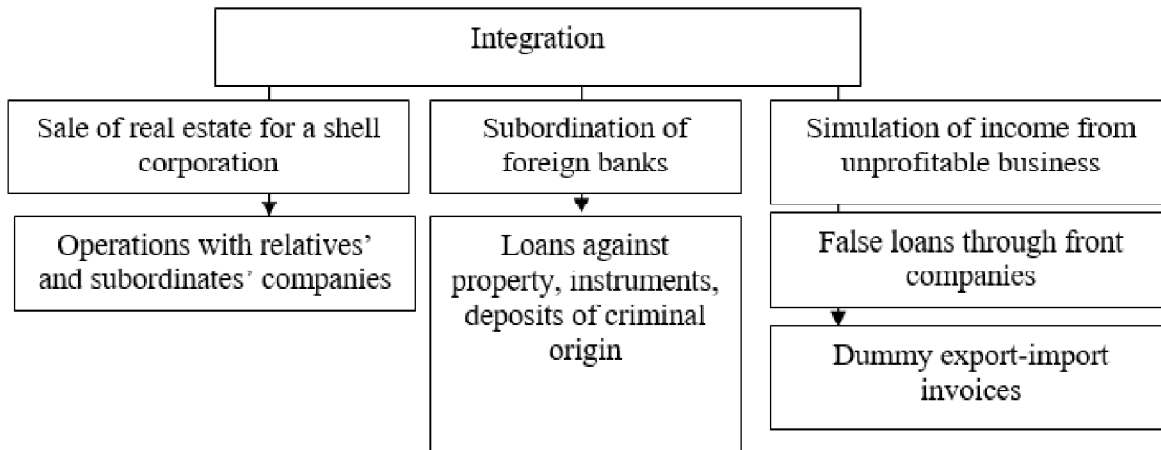 Integration
Sale of real estate for a shell
corporation
Subordination of
foreign banks
Simulation of income from
unprofitable business
Operations with relatives’
and subordinates’ companies
Loans against
property, instruments,
deposits of criminal
origin
False loans through front
companies
Dummy export-import
invoices